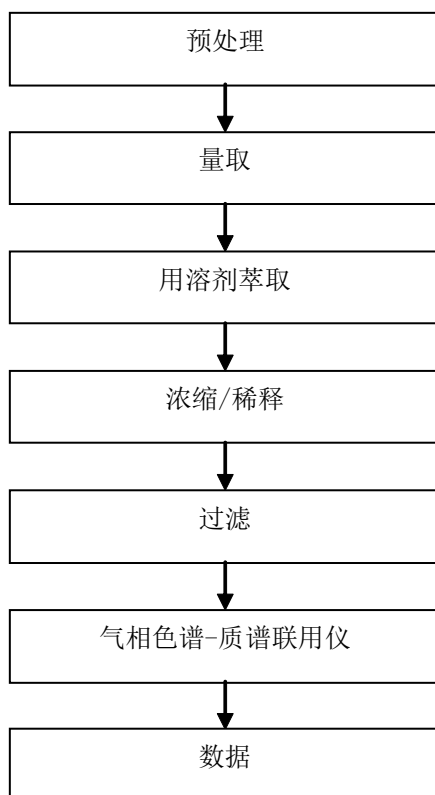 预处理
量取
用溶剂萃取
浓缩/稀释
过滤
气相色谱-质谱联用仪
数据